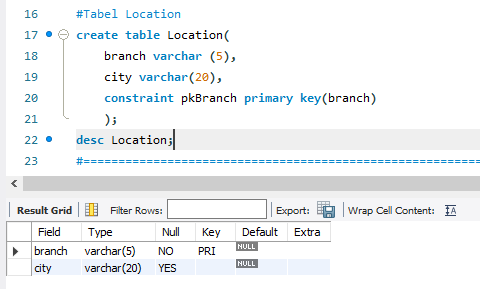 16 #Tabel Location
17 create table Location(
18 branch varchar (5),
19 city varchar(20),
20 constraint pkBranch primary key(branch)
21 );
22 desc Location;
23 #======================================================
Result Grid Filter Rows: Export: Wrap Cell Content: IA
Field Type Null Key Default Extra
branch varchar(5) NO PRI NULL
city varchar(20) YES NULL